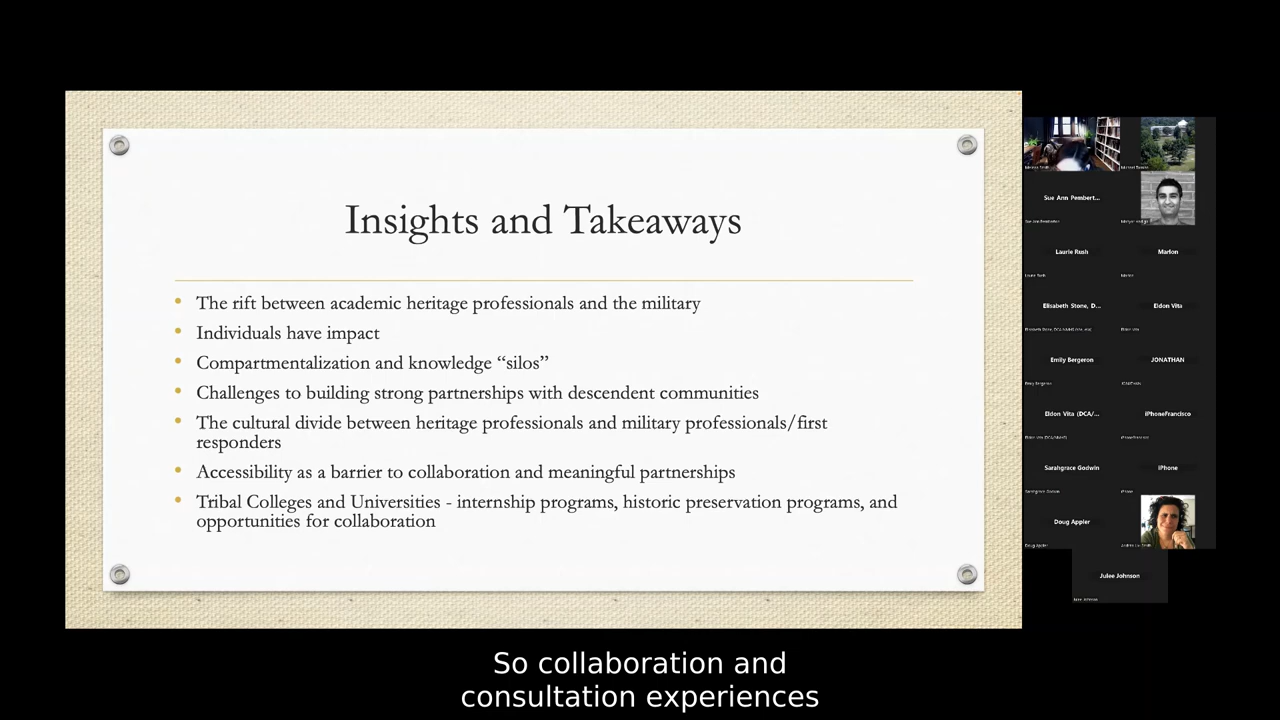 Insights and Takeaways
• The rift between academic heritage professionals and the military
• Individuals have impact
• Compartmentalization and knowledge “silos”
• Challenges to building strong partnerships with descendent communities
• The cultural divide between heritage professionals and military professionals/first
responders
• Accessibility as a barrier to collaboration and meaningful partnerships
• Tribal Colleges and Universities - internship programs, historic preservation programs, and
opportunities for collaboration
Sue Ann Pembert...
Laurie Rush
Marlon
Elisabeth Stone, D...
Eldon Vita
Emily Bergeron
JONATHAN
Eldon Vita (DCA/...
iPhoneFrancisco
Sarahgrace Godwin
iPhone
Doug Appler
Julee Johnson
So collaboration and
consultation experiences